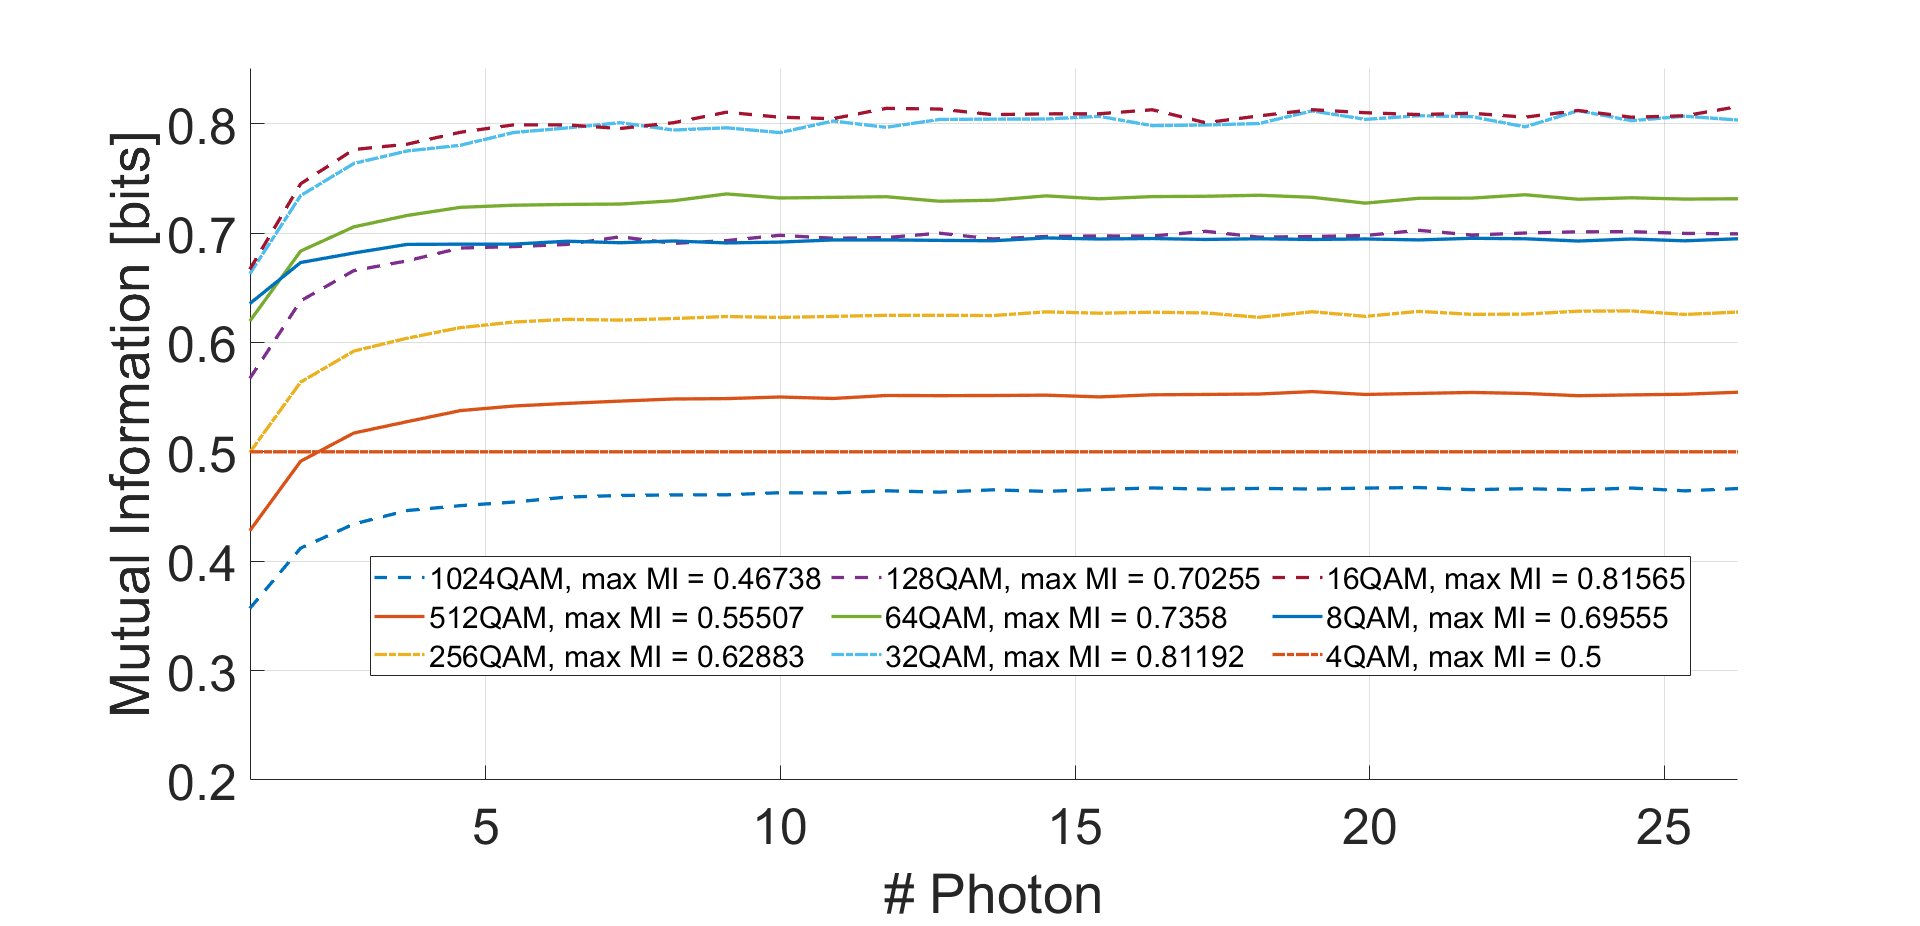 Mutual Information [bits]
0.8
0.7
0.6
0.5
0.4
0.3
0.2
1024QAM, max MI = 0.46738 128QAM, max MI = 0.70255 16QAM, max MI = 0.81565
512QAM, max MI = 0.55507 64QAM, max MI = 0.7358 8QAM, max MI = 0.69555
256QAM, max MI = 0.62883 32QAM, max MI = 0.81192 4QAM, max MI = 0.5
5 10 15 20 25
# Photon